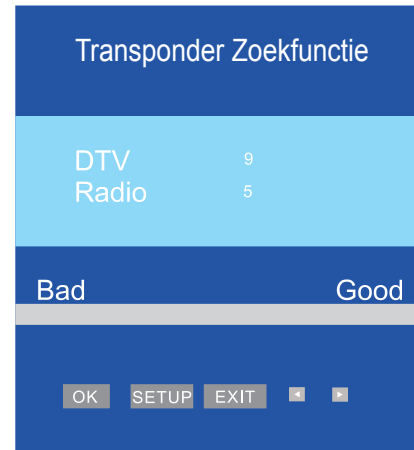 Transponder Zoekfunctie
DTV 9
Radio 5
Bad Good
OK SETUP EXIT